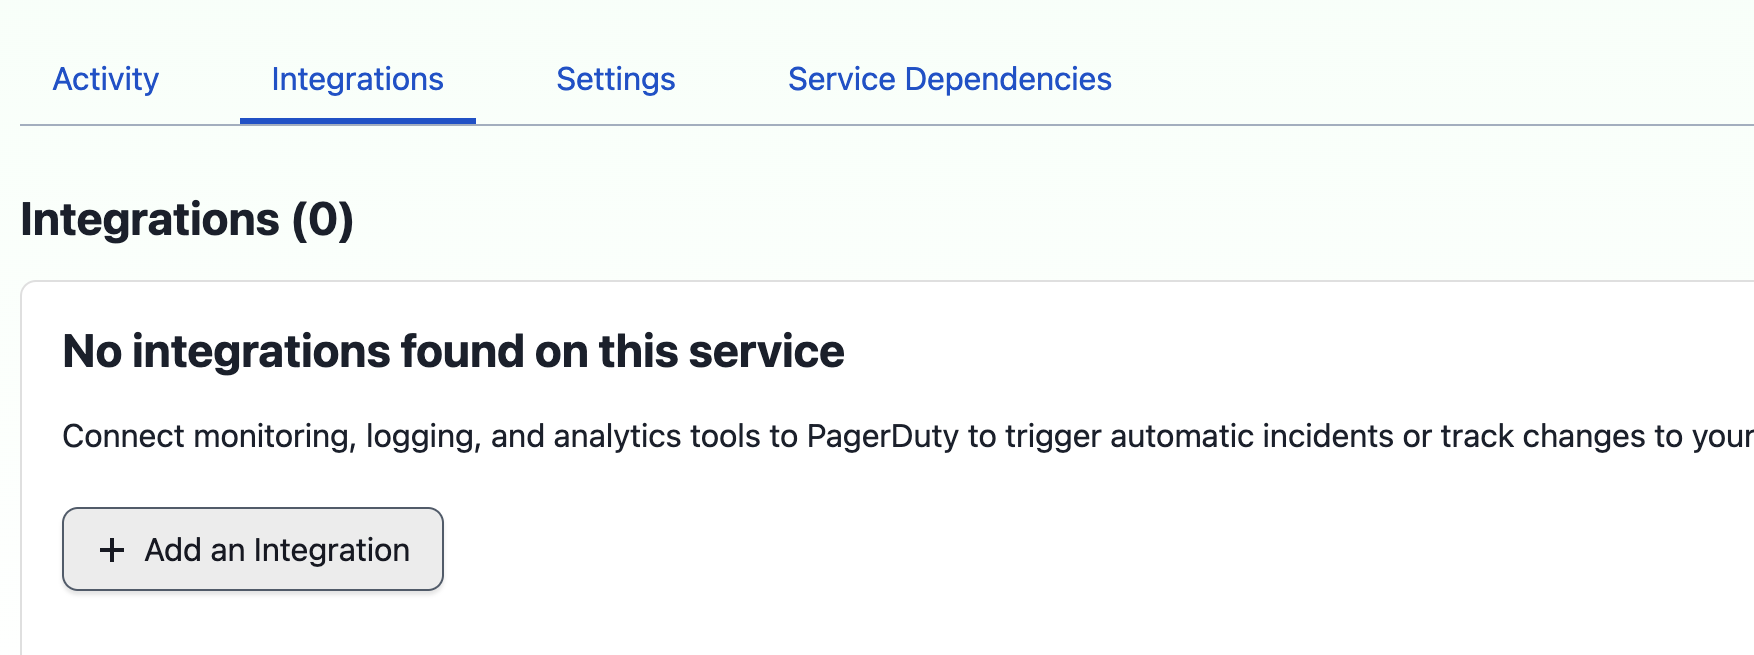 Activity Integrations Settings Service Dependencies
Integrations (0)
No integrations found on this service
Connect monitoring, logging, and analytics tools to PagerDuty to trigger automatic incidents or track changes to your
+ Add an Integration